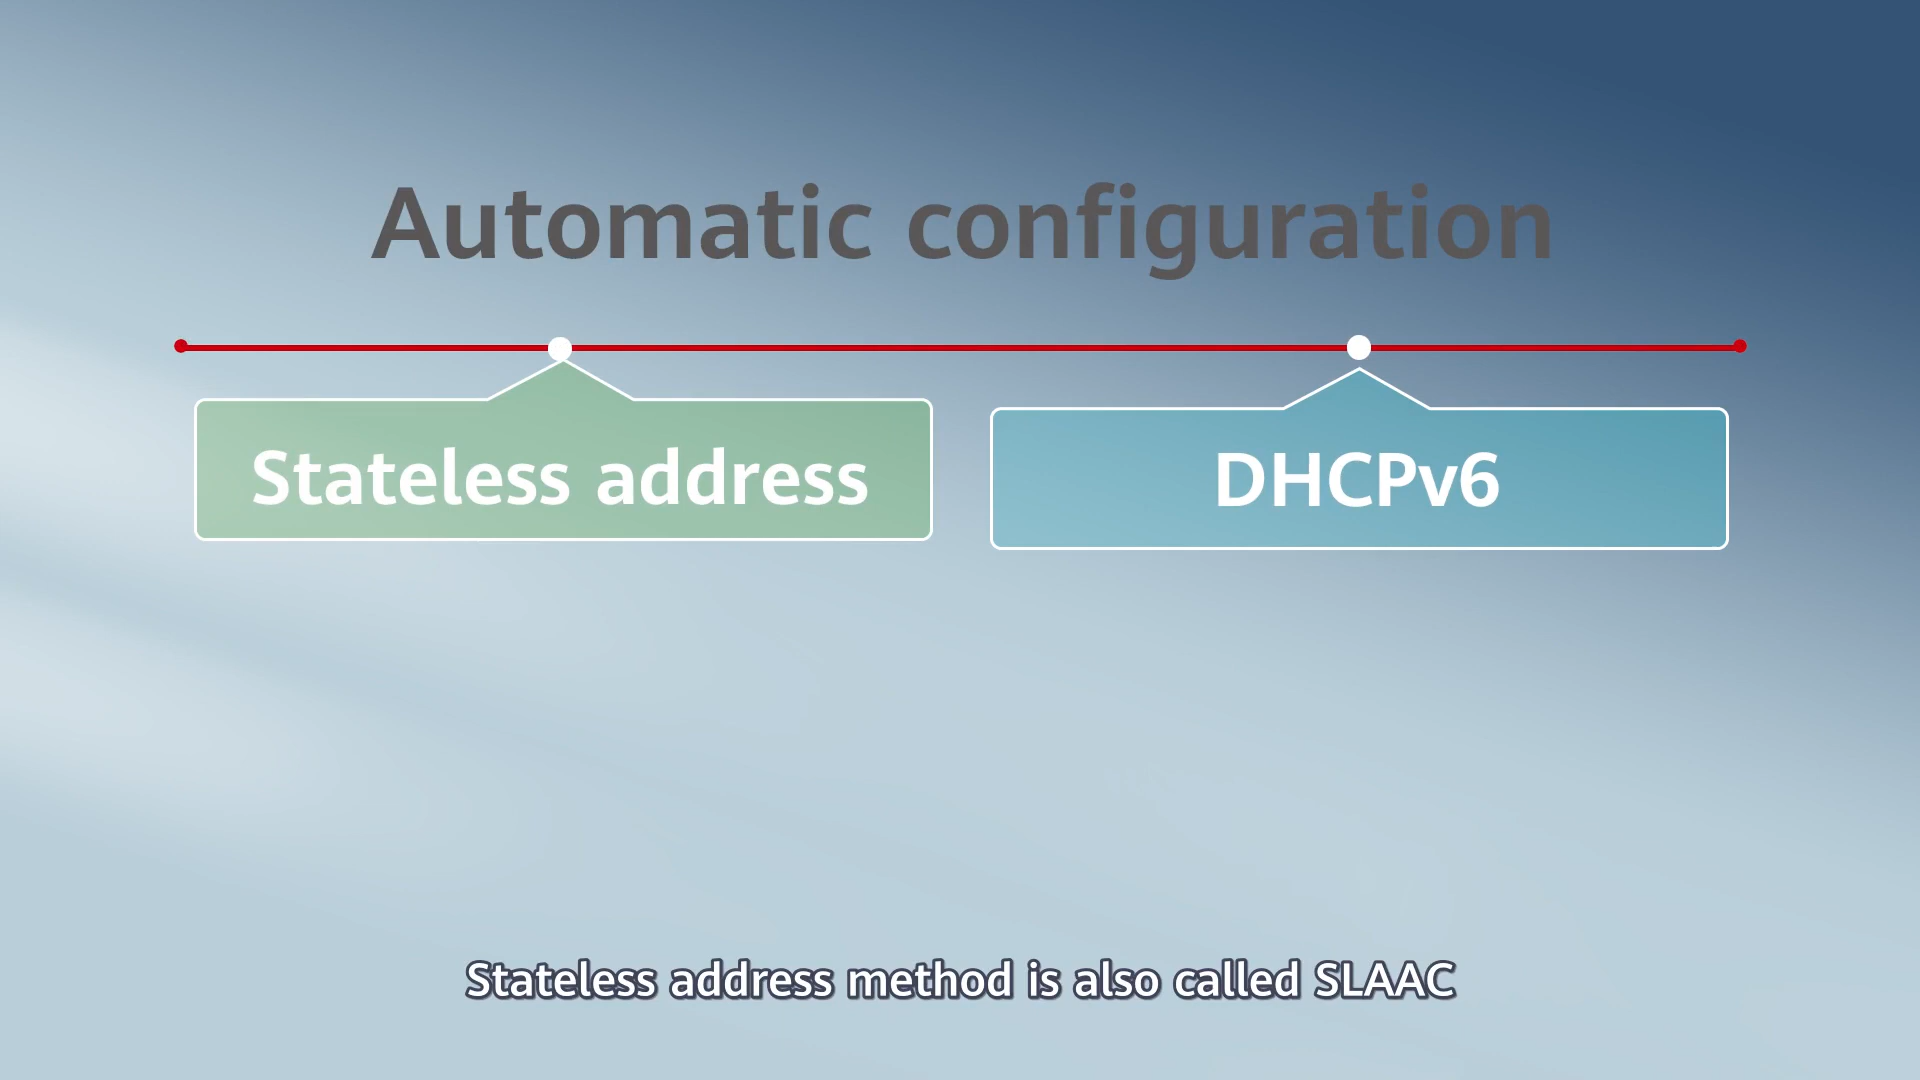 Automatic configuration
Stateless address
DHCPv6
Stateless address method is also called SLAAC